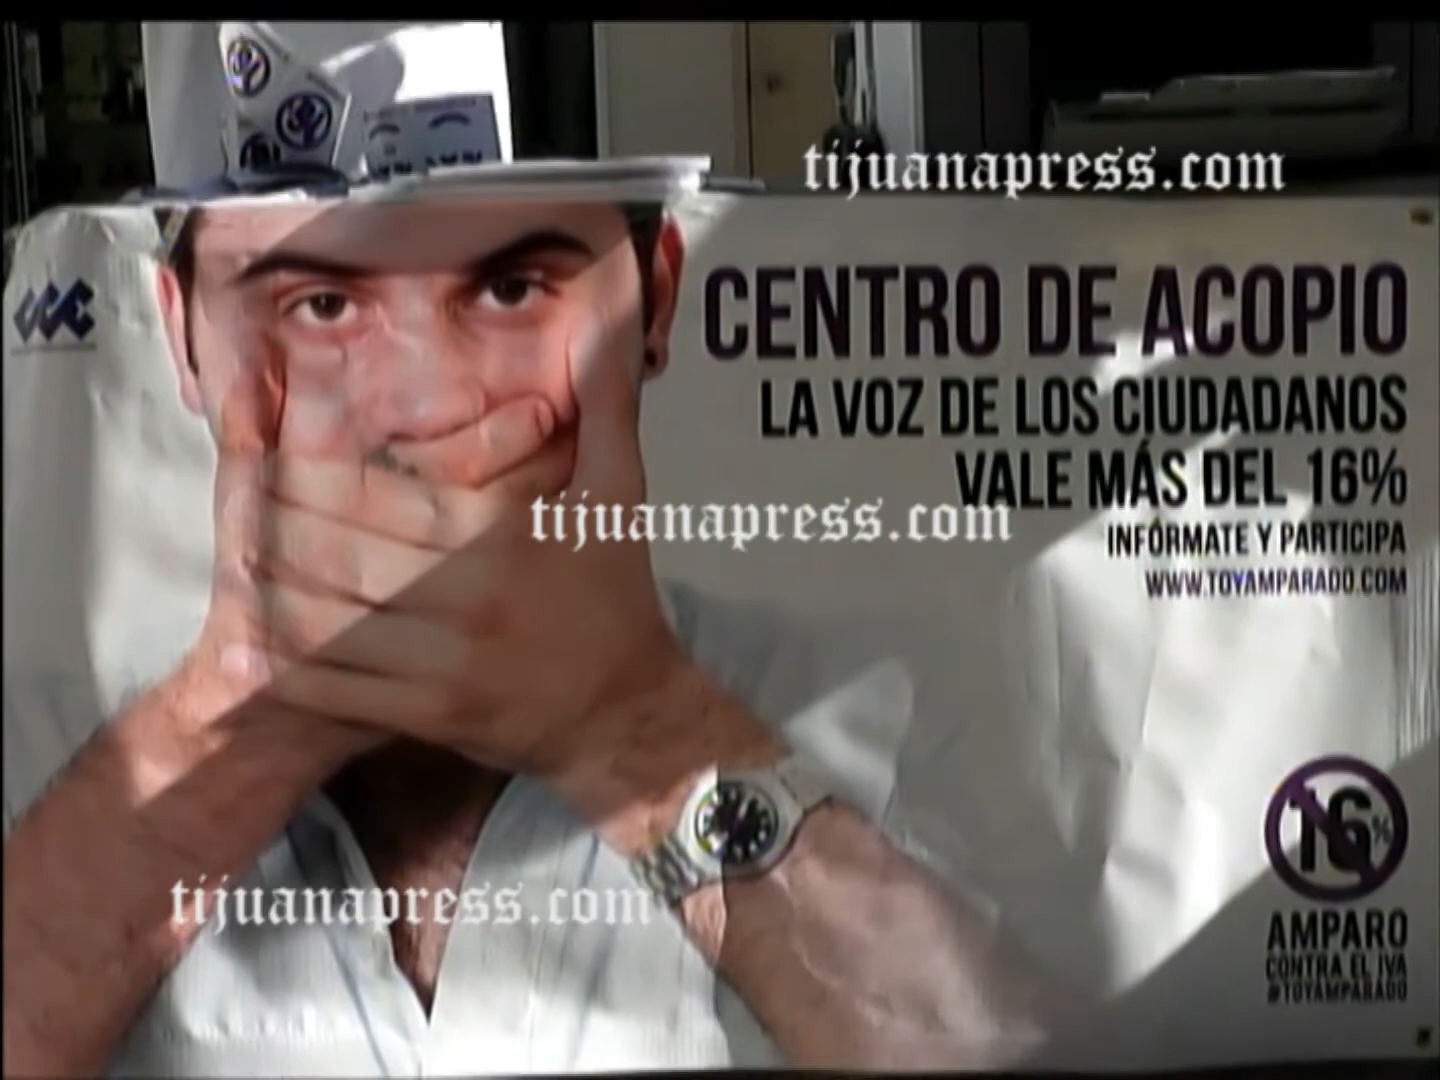 tijuanapress.com
CENTRO DE ACOPIO
LA VOZ DE LOS CIUDADANOS
VALE MÁS DEL 16%
tijuanapress.com
INFÓRMATE Y PARTICIPA
WWW.TOYAMPARADO.COM
16%
tijuanapress.com
AMPARO
CONTRA EL IVA
#TOYAMPARADO